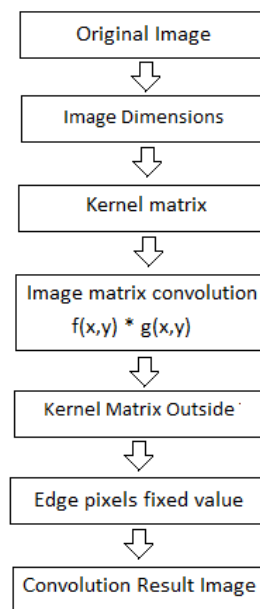 Original Image
Image Dimensions
Kernel matrix
Image matrix convolution
f(x,y) * g(x,y)
Kernel Matrix Outside
Edge pixels fixed value
Convolution Result Image